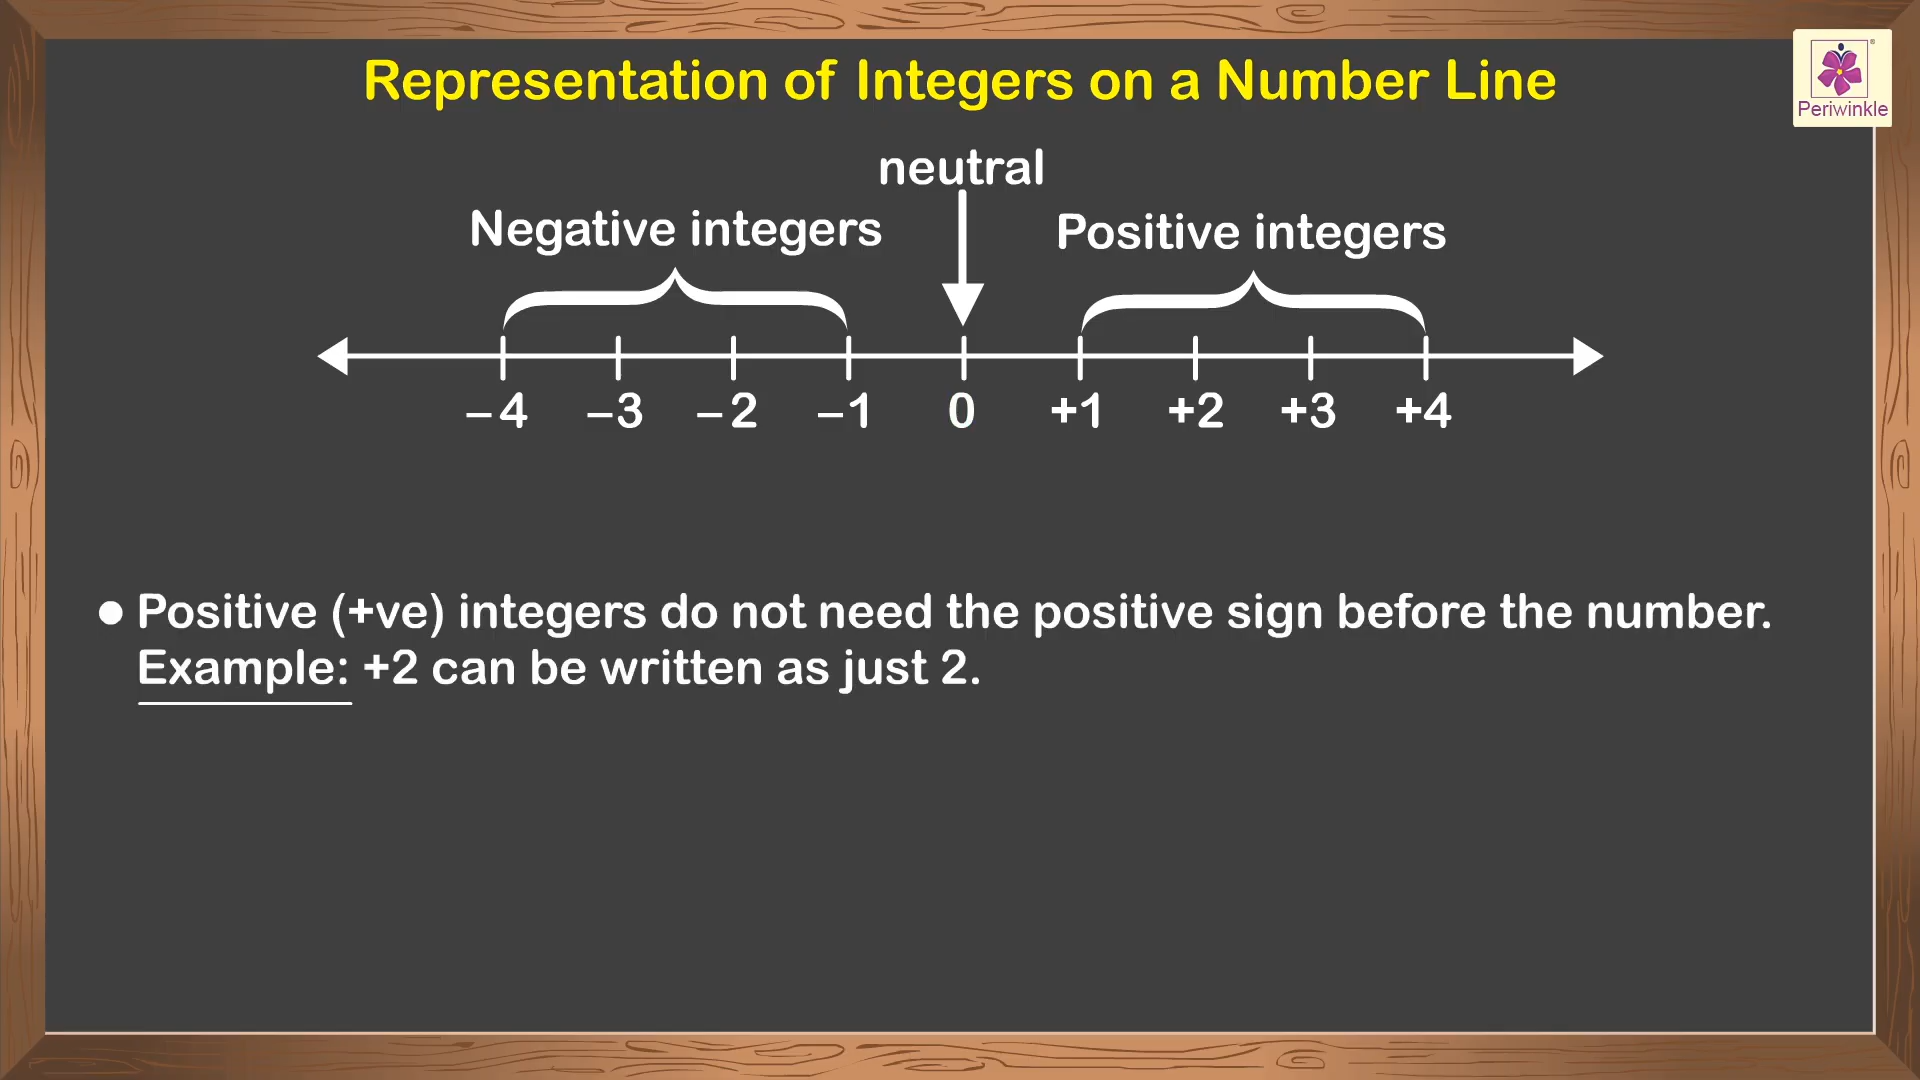 Representation of Integers on a Number Line
Periwinkle
neutral
Negative integers
Positive integers
–4 –3 –2 –1 0 +1 +2 +3 +4
● Positive (+ve) integers do not need the positive sign before the number.
Example: +2 can be written as just 2.